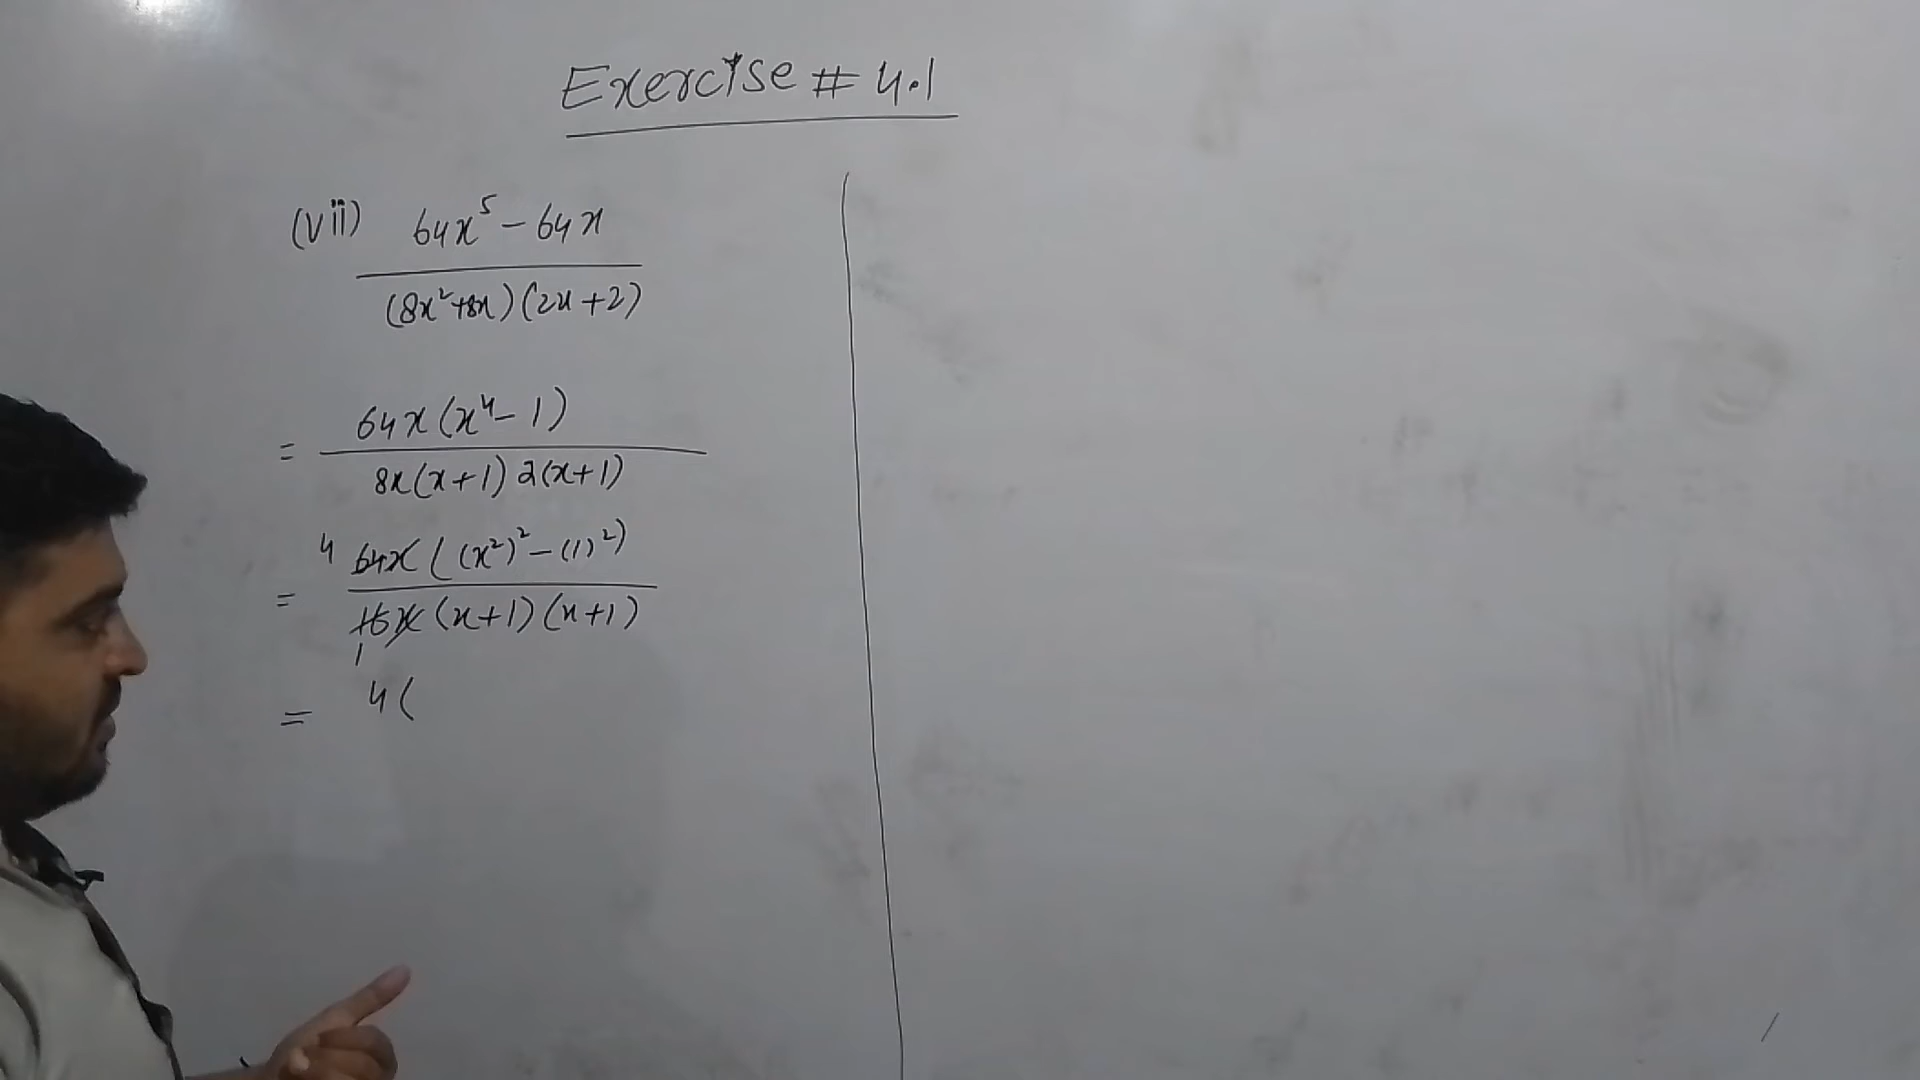 Exercise # 4.1
(vii) 64x⁵ - 64x
(8x²+8x)(2x+2)
64x(x⁴- 1)
=
8x(x+1) 2(x+1)
4 64x((x²)² - (1)²)
=
16x(x+1)(x+1)
1
= 4(